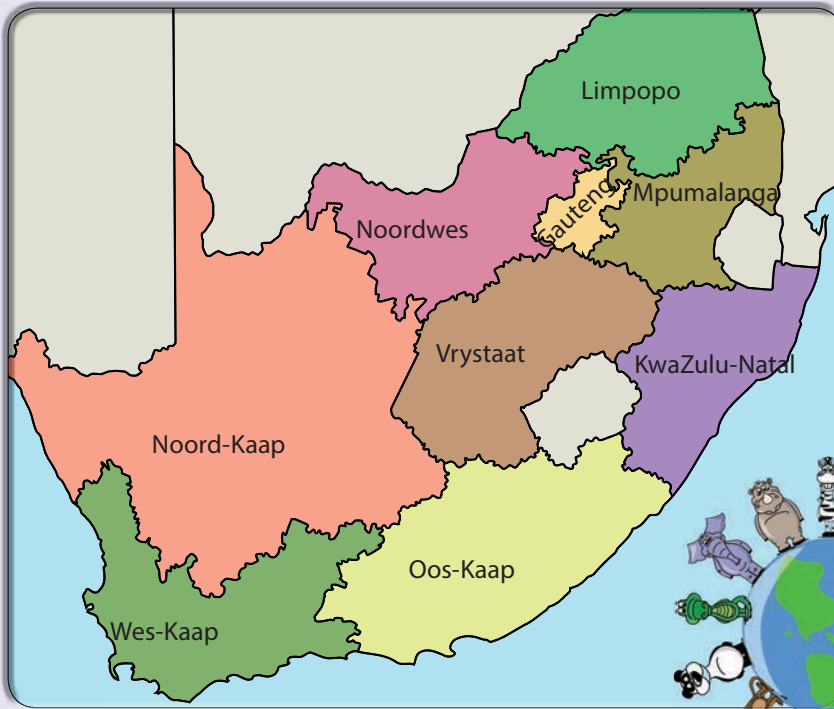 Limpopo
Mpumalanga
Gauteng
Noordwes
Vrystaat
KwaZulu-Natal
Noord-Kaap
Oos-Kaap
Wes-Kaap